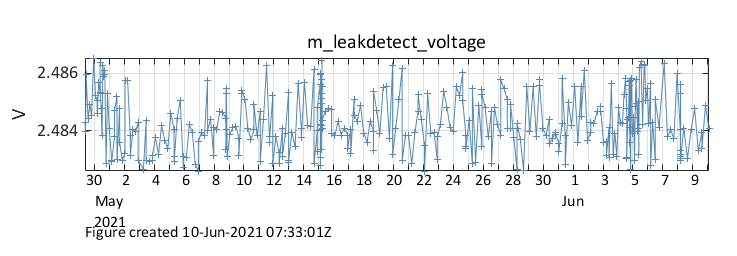 m_leakdetect_voltage
2.486
2.484
V
30 2 4 6 8 10 12 14 16 18 20 22 24 26 28 30 1 3 5 7 9
May Jun
2021
Figure created 10-Jun-2021 07:33:01Z